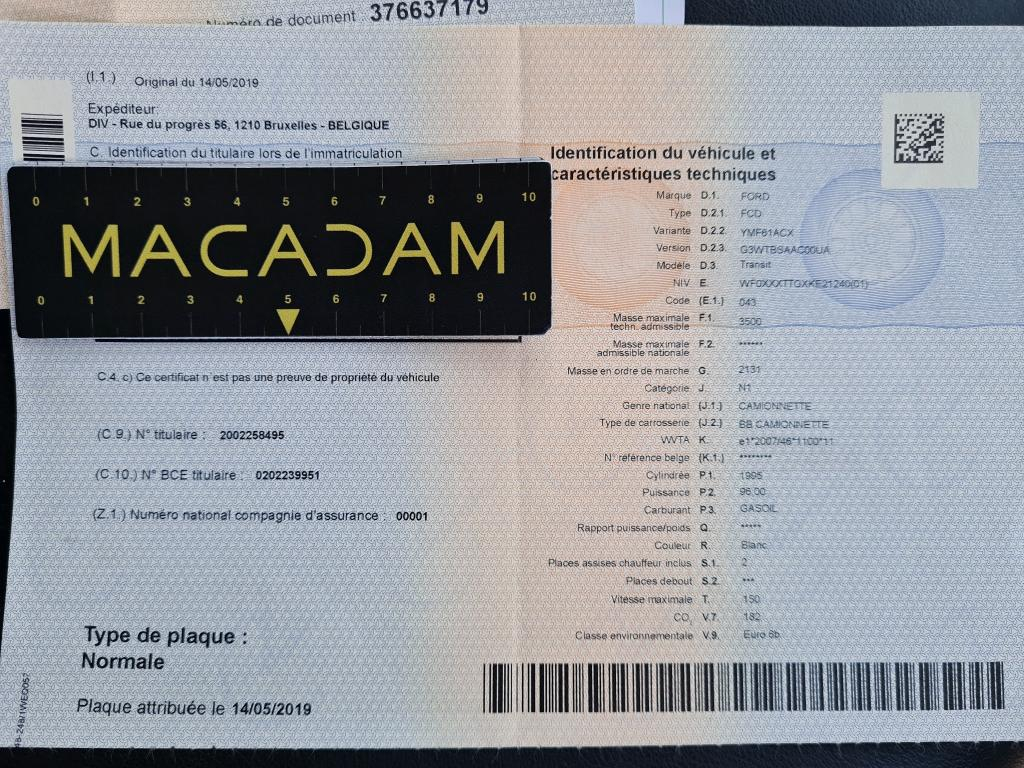 Numéro de document 376637179
(I.1.) Original du 14/05/2019
Expéditeur:
DIV - Rue du progrès 56, 1210 Bruxelles - BELGIQUE
C. Identification du titulaire lors de l'immatriculation
0 1 2 3 4 5 6 7 8 9 10
MACADAM
0 1 2 3 4 5 6 7 8 9 10
C.4. c) Ce certificat n'est pas une preuve de propriété du véhicule
(C.9.) N° titulaire : 2002258495
(C.10.) N° BCE titulaire : 0202239951
(Z.1.) Numéro national compagnie d'assurance : 00001
Type de plaque :
Normale
Plaque attribuée le 14/05/2019
Identification du véhicule et
caractéristiques techniques
Marque D.1. FORD
Type D.2.1. FCD
Variante D.2.2. YMF61ACX
Version D.2.3. G3WTBSAAC00UA
Modèle D.3. Transit
NIV E. WF0XXXTTGXKE21240(01)
Code (E.1.) 043
Masse maximale F.1. 3500
techn. admissible
Masse maximale F.2. ******
admissible nationale
Masse en ordre de marche G. 2131
Catégorie J. N1
Genre national (J.1.) CAMIONNETTE
Type de carrosserie (J.2.) BB CAMIONNETTE
WVTA K. e1*2007/46*1100*11
N° référence belge (K.1.) ********
Cylindrée P.1. 1995
Puissance P.2. 96.00
Carburant P.3. GASOIL
Rapport puissance/poids Q. *****
Couleur R. Blanc
Places assises chauffeur inclus S.1. 2
Places debout S.2. ***
Vitesse maximale T. 150
CO₂ V.7. 182
Classe environnementale V.9. Euro 6b